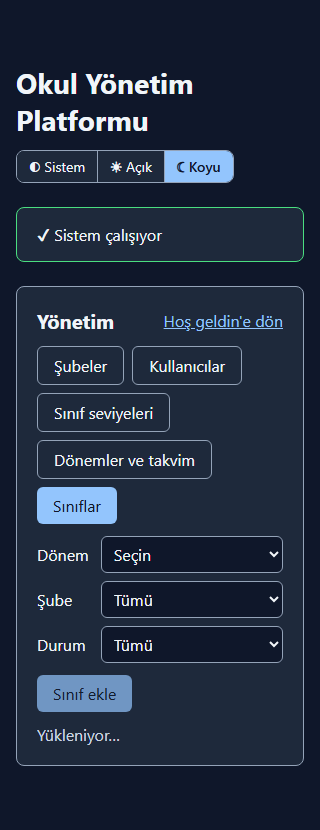 Okul Yönetim
Platformu
◐ Sistem ☀ Açık ☾ Koyu
✓ Sistem çalışıyor
Yönetim Hoş geldin'e dön
Şubeler Kullanıcılar
Sınıf seviyeleri
Dönemler ve takvim
Sınıflar
Dönem Seçin
Şube Tümü
Durum Tümü
Sınıf ekle
Yükleniyor...